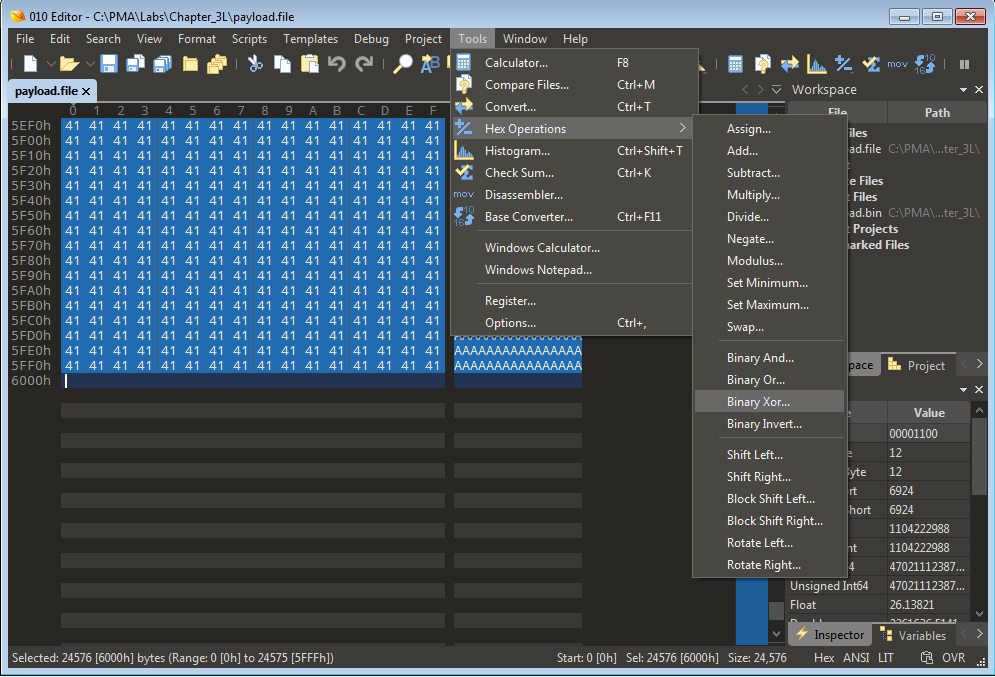 010 Editor - C:\PMA\Labs\Chapter_3L\payload.file
File Edit Search View Format Scripts Templates Debug Project Tools Window Help
payload.file
0 1 2 3 4 5 6 7 8 9 A B C D E F
5EF0h 41 41 41 41 41 41 41 41 41 41 41 41 41 41 41 41
5F00h 41 41 41 41 41 41 41 41 41 41 41 41 41 41 41 41
5F10h 41 41 41 41 41 41 41 41 41 41 41 41 41 41 41 41
5F20h 41 41 41 41 41 41 41 41 41 41 41 41 41 41 41 41
5F30h 41 41 41 41 41 41 41 41 41 41 41 41 41 41 41 41
5F40h 41 41 41 41 41 41 41 41 41 41 41 41 41 41 41 41
5F50h 41 41 41 41 41 41 41 41 41 41 41 41 41 41 41 41
5F60h 41 41 41 41 41 41 41 41 41 41 41 41 41 41 41 41
5F70h 41 41 41 41 41 41 41 41 41 41 41 41 41 41 41 41
5F80h 41 41 41 41 41 41 41 41 41 41 41 41 41 41 41 41
5F90h 41 41 41 41 41 41 41 41 41 41 41 41 41 41 41 41
5FA0h 41 41 41 41 41 41 41 41 41 41 41 41 41 41 41 41
5FB0h 41 41 41 41 41 41 41 41 41 41 41 41 41 41 41 41
5FC0h 41 41 41 41 41 41 41 41 41 41 41 41 41 41 41 41
5FD0h 41 41 41 41 41 41 41 41 41 41 41 41 41 41 41 41
5FE0h 41 41 41 41 41 41 41 41 41 41 41 41 41 41 41 41 AAAAAAAAAAAAAAAA
5FF0h 41 41 41 41 41 41 41 41 41 41 41 41 41 41 41 41 AAAAAAAAAAAAAAAA
6000h
Calculator... F8
Compare Files... Ctrl+M
Convert... Ctrl+T
Hex Operations
Histogram... Ctrl+Shift+T
Check Sum... Ctrl+K
mov Disassembler...
Base Converter... Ctrl+F11
Windows Calculator...
Windows Notepad...
Register...
Options... Ctrl+,
Assign...
Add...
Subtract...
Multiply...
Divide...
Negate...
Modulus...
Set Minimum...
Set Maximum...
Swap...
Binary And...
Binary Or...
Binary Xor...
Binary Invert...
Shift Left...
Shift Right...
Block Shift Left...
Block Shift Right...
Rotate Left...
Rotate Right...
mov
Workspace
File Path
iles
ad.file C:\PMA\...ter_3L\
t
e Files
t Files
ad.bin C:\PMA\...ter_3L\
t Projects
marked Files
pace Project
e Value
00001100
e 12
yte 12
rt 6924
Short 6924
1104222988
nt 1104222988
4 47021112387...
Unsigned Int64 47021112387...
Float 26.13821
Inspector Variables
Selected: 24576 [6000h] bytes (Range: 0 [0h] to 24575 [5FFFh]) Start: 0 [0h] Sel: 24576 [6000h] Size: 24,576 Hex ANSI LIT OVR